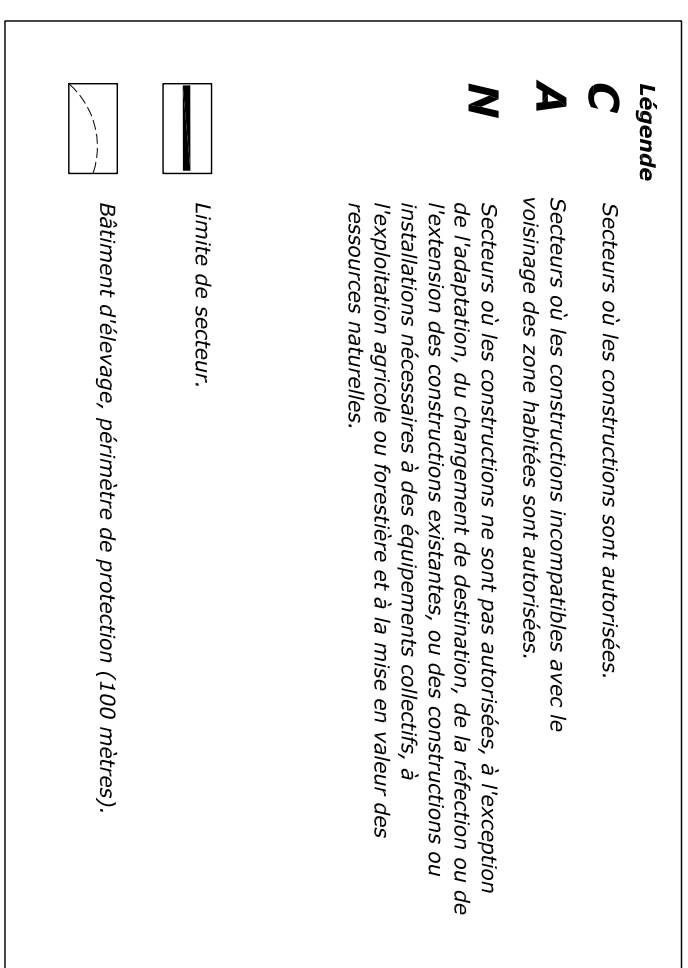 Légende
C Secteurs où les constructions sont autorisées.
A Secteurs où les constructions incompatibles avec le
voisinage des zone habitées sont autorisées.
N Secteurs où les constructions ne sont pas autorisées, à l'exception
de l'adaptation, du changement de destination, de la réfection ou de
l'extension des constructions existantes, ou des constructions ou
installations nécessaires à des équipements collectifs, à
l'exploitation agricole ou forestière et à la mise en valeur des
ressources naturelles.
Limite de secteur.
Bâtiment d'élevage, périmètre de protection (100 mètres).